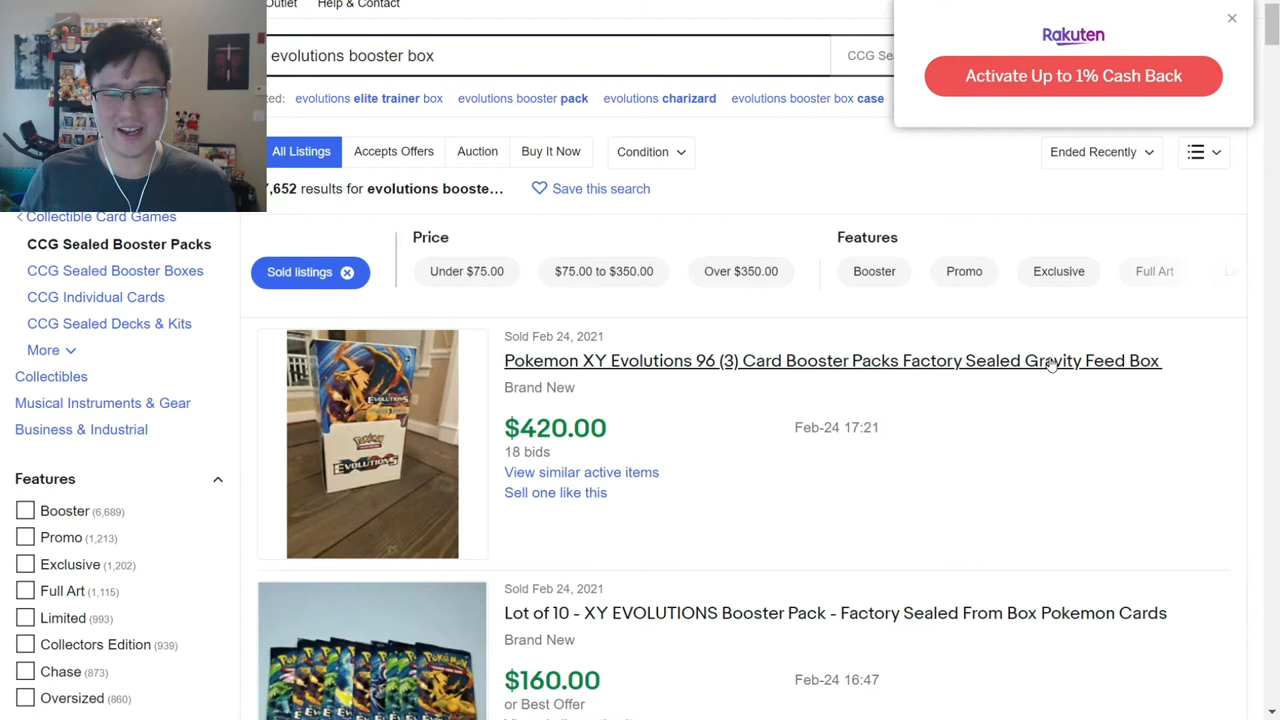 Outlet Help & Contact
evolutions booster box
CCG Se
Rakuten
Activate Up to 1% Cash Back
ted: evolutions elite trainer box evolutions booster pack evolutions charizard evolutions booster box case
All Listings Accepts Offers Auction Buy It Now Condition Ended Recently
7,652 results for evolutions booste... Save this search
Collectible Card Games
CCG Sealed Booster Packs
CCG Sealed Booster Boxes
CCG Individual Cards
CCG Sealed Decks & Kits
More
Collectibles
Musical Instruments & Gear
Business & Industrial
Features
Booster (6,689)
Promo (1,213)
Exclusive (1,202)
Full Art (1,115)
Limited (993)
Collectors Edition (939)
Chase (873)
Oversized (860)
Price Features
Sold listings Under $75.00 $75.00 to $350.00 Over $350.00 Booster Promo Exclusive Full Art
Sold Feb 24, 2021
Pokemon XY Evolutions 96 (3) Card Booster Packs Factory Sealed Gravity Feed Box
Brand New
$420.00 Feb-24 17:21
18 bids
View similar active items
Sell one like this
EVOLUTIONS
Pokémon
EVOLUTIONS
Sold Feb 24, 2021
Lot of 10 - XY EVOLUTIONS Booster Pack - Factory Sealed From Box Pokemon Cards
Brand New
$160.00 Feb-24 16:47
or Best Offer